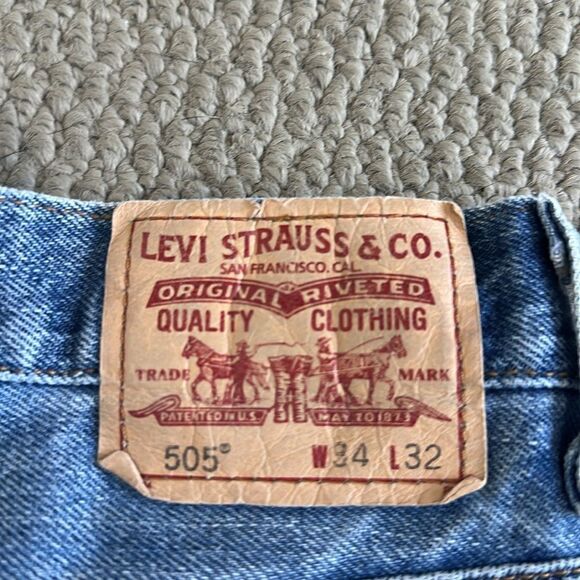 LEVI STRAUSS & CO.
SAN FRANCISCO, CAL.
ORIGINAL RIVETED
QUALITY CLOTHING
TRADE MARK
PATENTED IN U.S. MAY 20 1873
505® W34 L32